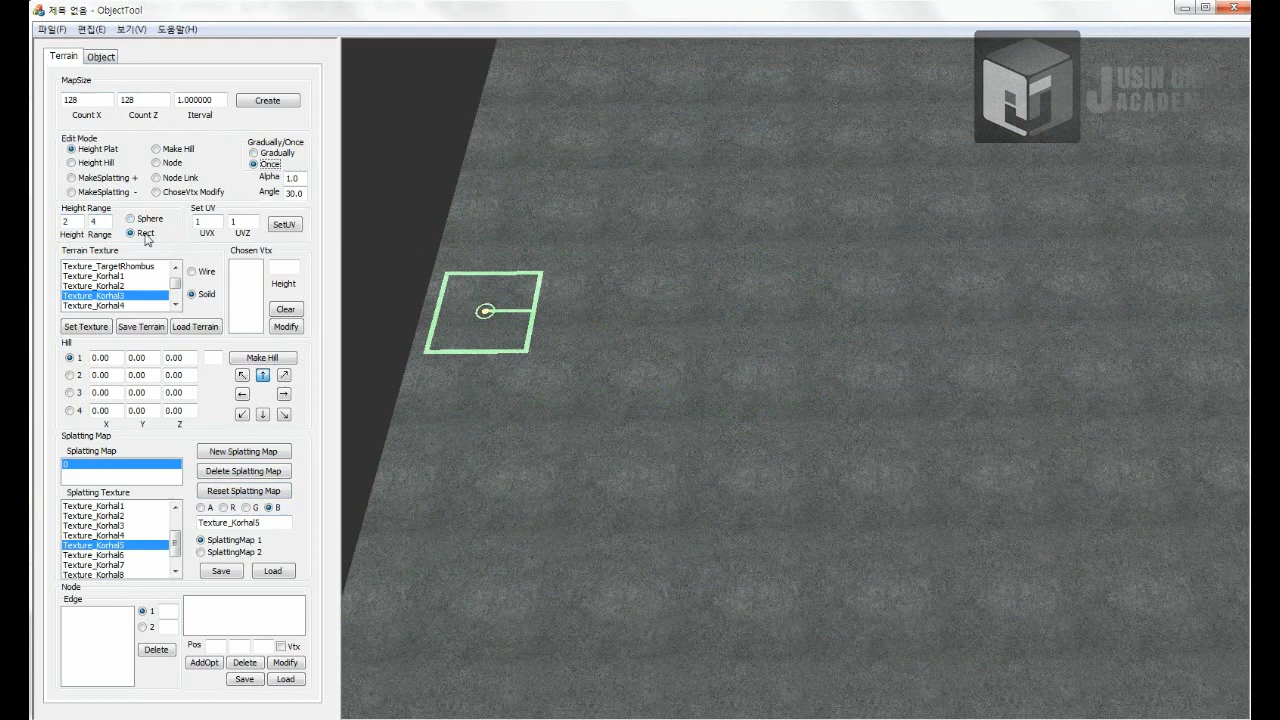 제목 없음 - ObjectTool
파일(F) 편집(E) 보기(V) 도움말(H)
Terrain Object
MapSize
128 128 1.000000 Create
Count X Count Z Iterval
Edit Mode
Height Plat Make Hill
Height Hill Node
MakeSplatting + Node Link
MakeSplatting - ChoseVtx Modify
Gradually/Once
Gradually
Once
Alpha 1.0
Angle 30.0
Height Range
2 4
Height Range
Sphere
Rect
Set UV
1 1 SetUV
UVX UVZ
Terrain Texture
Texture_TargetRhombus
Texture_Korhal1
Texture_Korhal2
Texture_Korhal3
Texture_Korhal4
Wire
Soild
Set Texture Save Terrain Load Terrain
Chosen Vtx
Height
Clear
Modify
Hill
1 0.00 0.00 0.00 Make Hill
2 0.00 0.00 0.00
3 0.00 0.00 0.00
4 0.00 0.00 0.00
X Y Z
Splatting Map
Splatting Map
0
New Splatting Map
Delete Splatting Map
Reset Splatting Map
Splatting Texture
Texture_Korhal1
Texture_Korhal2
Texture_Korhal3
Texture_Korhal4
Texture_Korhal5
Texture_Korhal6
Texture_Korhal7
Texture_Korhal8
A R G B
Texture_Korhal5
SplattingMap 1
SplattingMap 2
Save Load
Node
Edge
1
2
Delete
Pos Vtx
AddOpt Delete Modify
Save Load
JUSIN GA
ACADEM